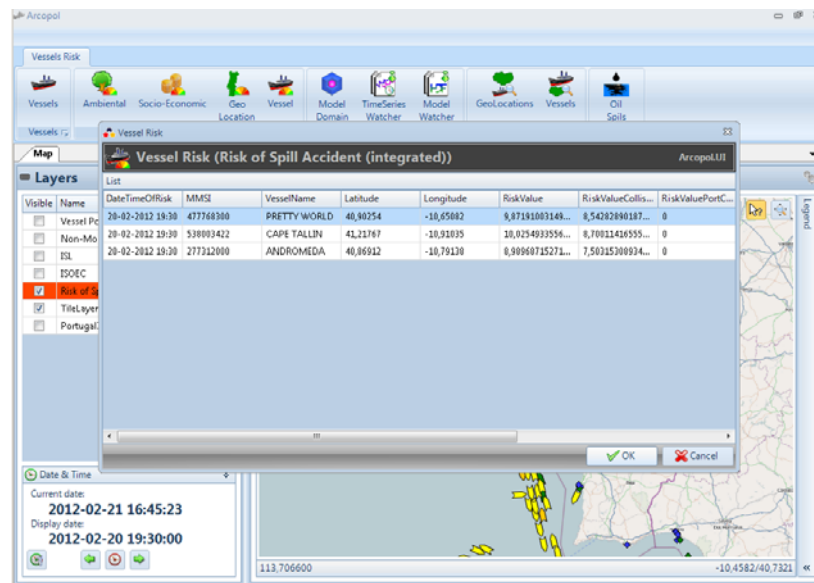 Arcopol
Vessels Risk
Vessels Ambiental Socio-Economic Geo Location Vessel Model Domain TimeSeries Watcher Model Watcher GeoLocations Vessels Oil Spils
Vessels
Vessel Risk
Map
Vessel Risk (Risk of Spill Accident (integrated)) ArcopolUI
Layers
List
Visible Name
DateTimeOfRisk MMSI VesselName Latitude Longitude RiskValue RiskValueCollis... RiskValuePortC...
20-02-2012 19:30 477768300 PRETTY WORLD 40,90254 -10,65082 9,87191003149... 8,54282890187... 0
20-02-2012 19:30 538003422 CAPE TALLIN 41,21767 -10,91035 10,0254933556... 8,70011416555... 0
20-02-2012 19:30 277312000 ANDROMEDA 40,86912 -10,79130 8,98968715271... 7,50315308934... 0
Vessel Po
Non-Mo
ISL
ISOEC
Risk of Sp
TileLayer
Portugal
Legend
OK Cancel
Date & Time
Current date:
2012-02-21 16:45:23
Display date:
2012-02-20 19:30:00
113,706600 -10,4582/40,7321